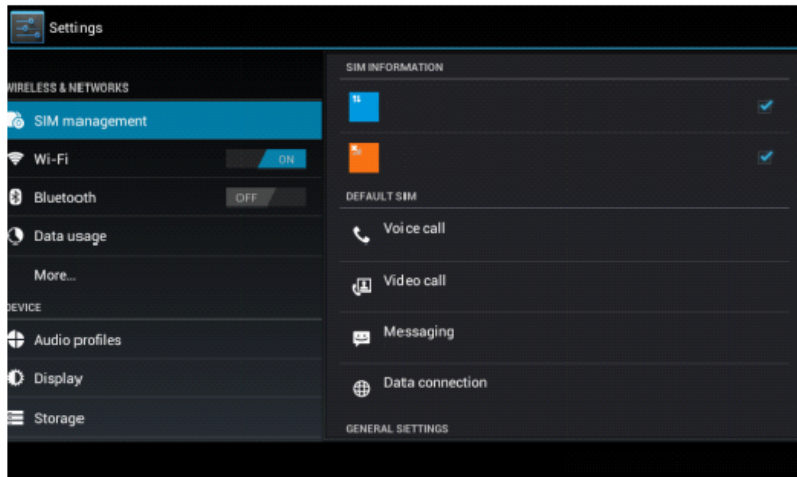 Settings
WIRELESS & NETWORKS
SIM management
Wi-Fi
ON
Bluetooth
OFF
Data usage
More...
DEVICE
Audio profiles
Display
Storage
SIM INFORMATION
DEFAULT SIM
Voice call
Video call
Messaging
Data connection
GENERAL SETTINGS